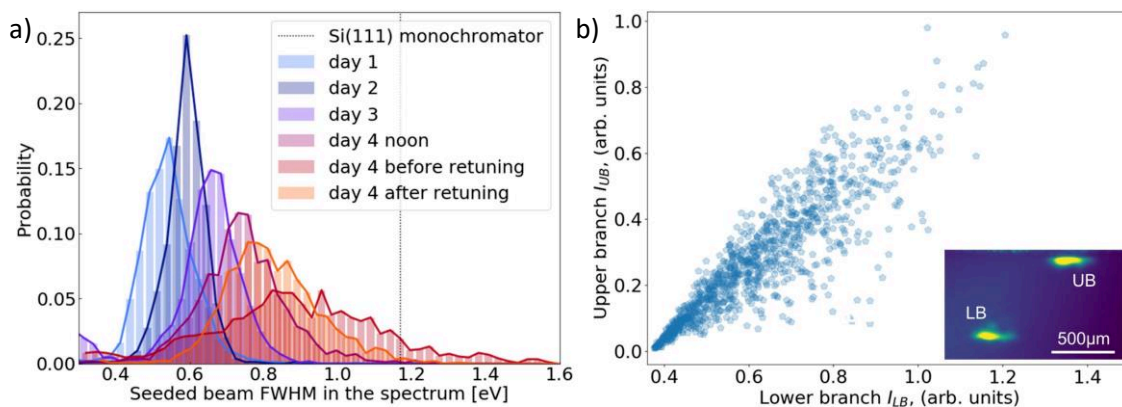 a)
Probability
0.25
0.20
0.15
0.10
0.05
0.00
Si(111) monochromator
day 1
day 2
day 3
day 4 noon
day 4 before retuning
day 4 after retuning
0.4 0.6 0.8 1.0 1.2 1.4 1.6
Seeded beam FWHM in the spectrum [eV]
b)
Upper branch I_UB, (arb. units)
1.0
0.8
0.6
0.4
0.2
0.0
UB
LB
500μm
0.4 0.6 0.8 1.0 1.2 1.4
Lower branch I_LB, (arb. units)